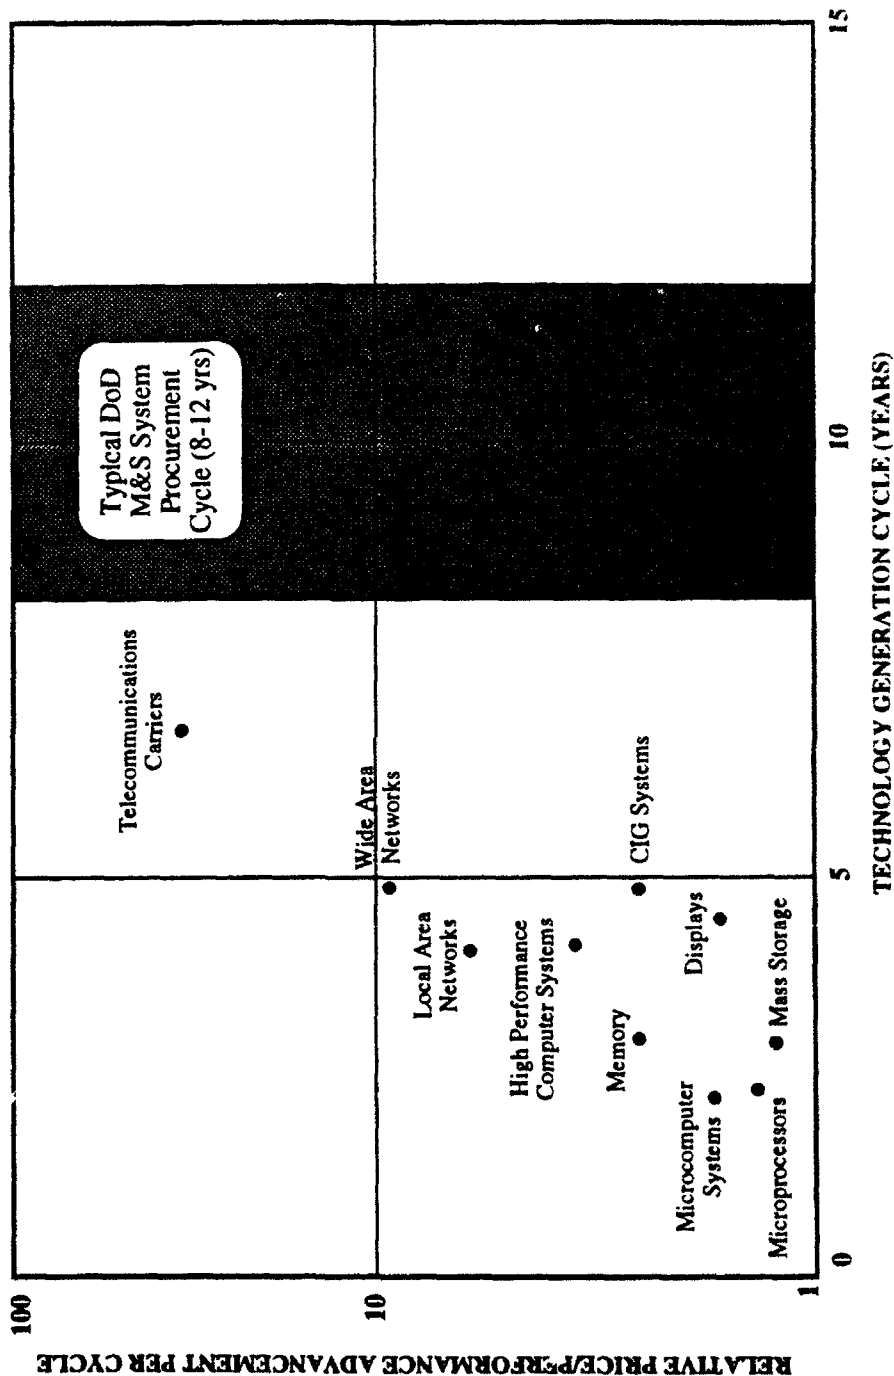 RELATIVE PRICE/PERFORMANCE ADVANCEMENT PER CYCLE
100
10
1
Telecommunications
Carriers
Typical DoD
M&S System
Procurement
Cycle (8-12 yrs)
Wide Area
Networks
Local Area
Networks
High Performance
Computer Systems
CIG Systems
Memory
Displays
Microcomputer
Systems
Mass Storage
Microprocessors
0
5
10
15
TECHNOLOGY GENERATION CYCLE (YEARS)